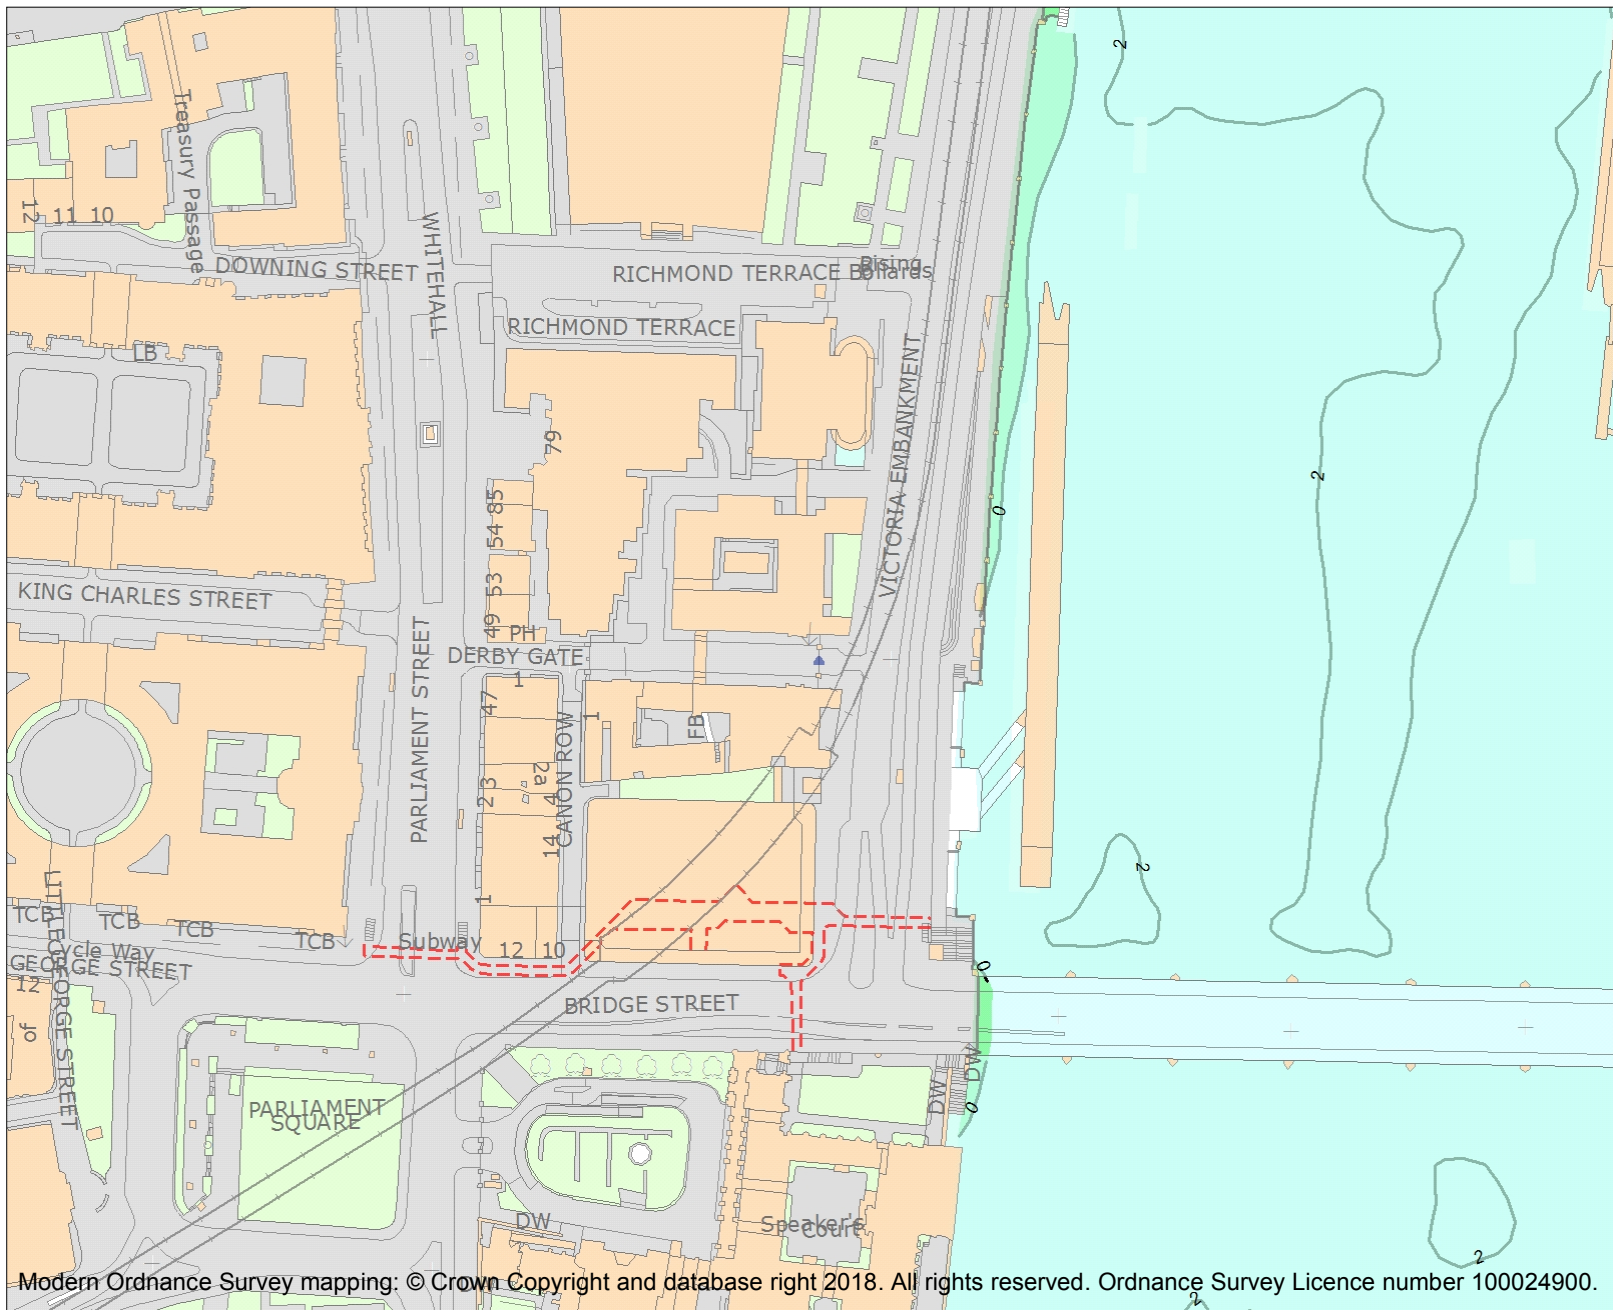 2
Treasury Passage
12
11
10
WHITEHALL
DOWNING STREET
RICHMOND TERRACE
Rising
Bollards
RICHMOND TERRACE
LB
VICTORIA EMBANKMENT
79
2
85
54
0
53
KING CHARLES STREET
49
PH
DERBY GATE
1
PARLIAMENT STREET
47
1
FB
CANON ROW
2a
3
2
4
14
2
1
LITTLE GEORGE STREET
TCB
TCB
TCB
TCB
Subway
12
10
Cycle Way
GEORGE STREET
0
12
BRIDGE STREET
of
DW
DW
PARLIAMENT
SQUARE
0
DW
Speaker's
Court
2
Modern Ordnance Survey mapping: © Crown Copyright and database right 2018. All rights reserved. Ordnance Survey Licence number 100024900.
2